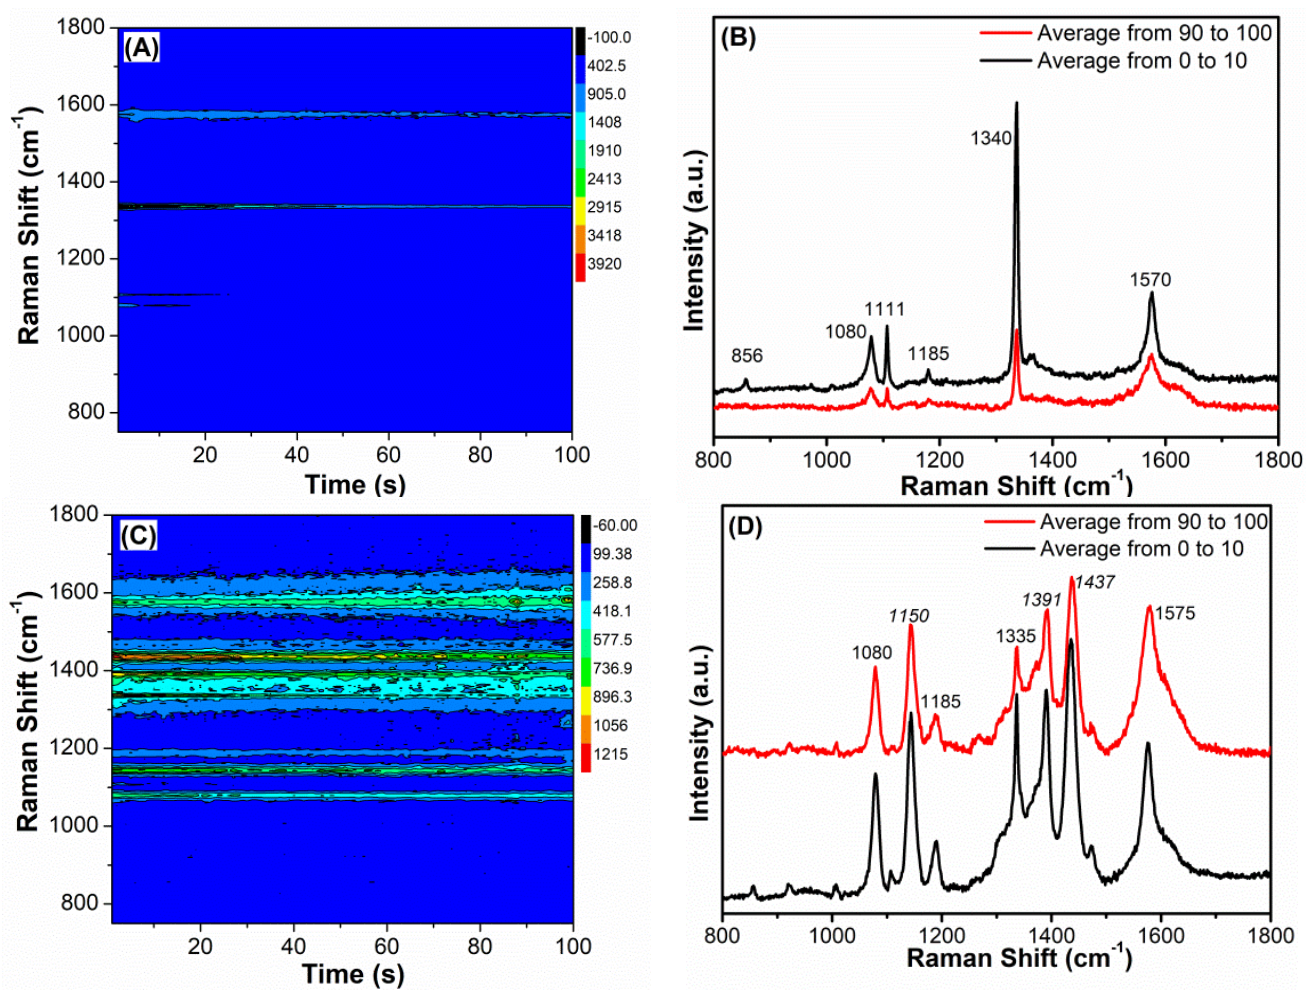 (A)
1800
1600
1400
1200
1000
800
Raman Shift (cm-1)
20 40 60 80 100
Time (s)
-100.0
402.5
905.0
1408
1910
2413
2915
3418
3920
(B)
Average from 90 to 100
Average from 0 to 10
856
1080
1111
1185
1340
1570
Intensity (a.u.)
800 1000 1200 1400 1600 1800
Raman Shift (cm-1)
(C)
1800
1600
1400
1200
1000
800
Raman Shift (cm-1)
20 40 60 80 100
Time (s)
-60.00
99.38
258.8
418.1
577.5
736.9
896.3
1056
1215
(D)
Average from 90 to 100
Average from 0 to 10
1080
1150
1185
1335
1391
1437
1575
Intensity (a.u.)
800 1000 1200 1400 1600 1800
Raman Shift (cm-1)